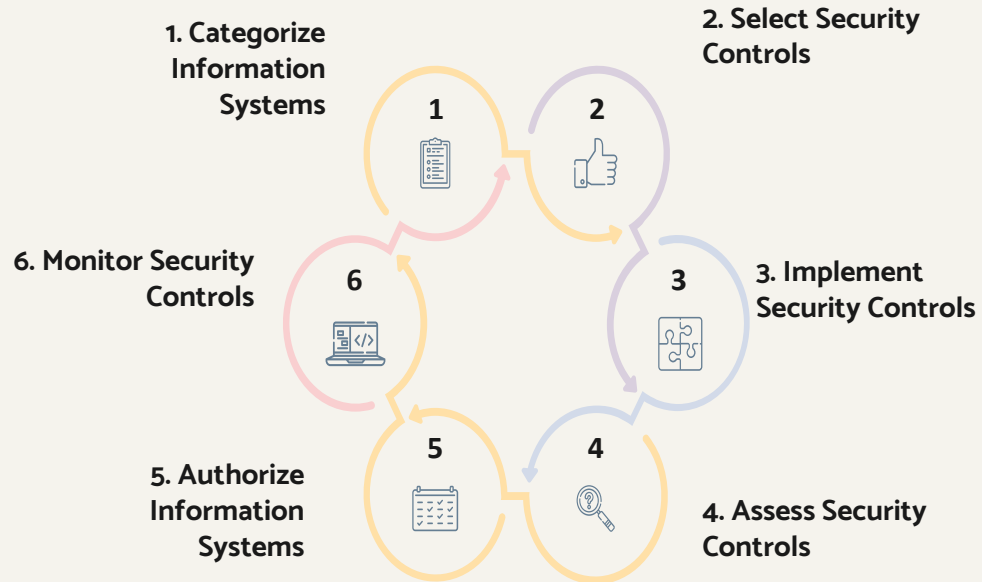 1. Categorize
Information
Systems
2. Select Security
Controls
1
2
6. Monitor Security
Controls
6
3
3. Implement
Security Controls
5
4
5. Authorize
Information
Systems
4. Assess Security
Controls